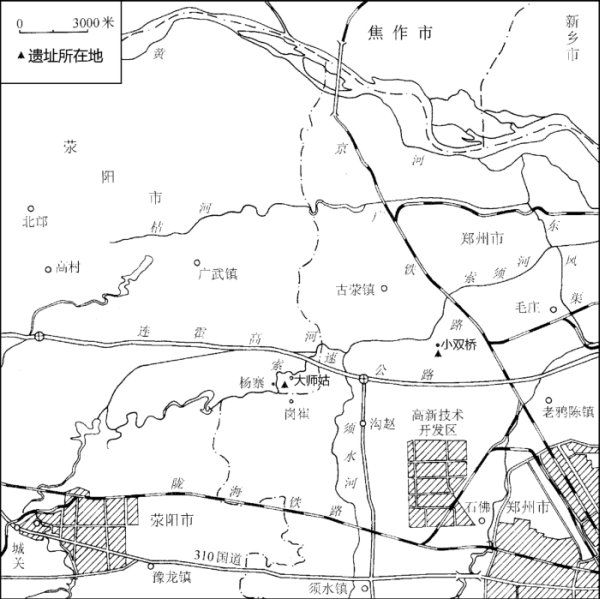 0 3000 米
▲遗址所在地
焦作市
新乡市
黄
河
荥阳市
京广铁路
枯河
北邙
高村
广武镇
古荥镇
郑州市
索须河
东风渠
毛庄
小双桥
连霍高速公路
索河
杨寨
大师姑
岗崔
沟赵
须水河
高新技术
开发区
老鸦陈镇
陇海铁路
荥阳市
石佛
郑州市
城关
310国道
豫龙镇
须水镇